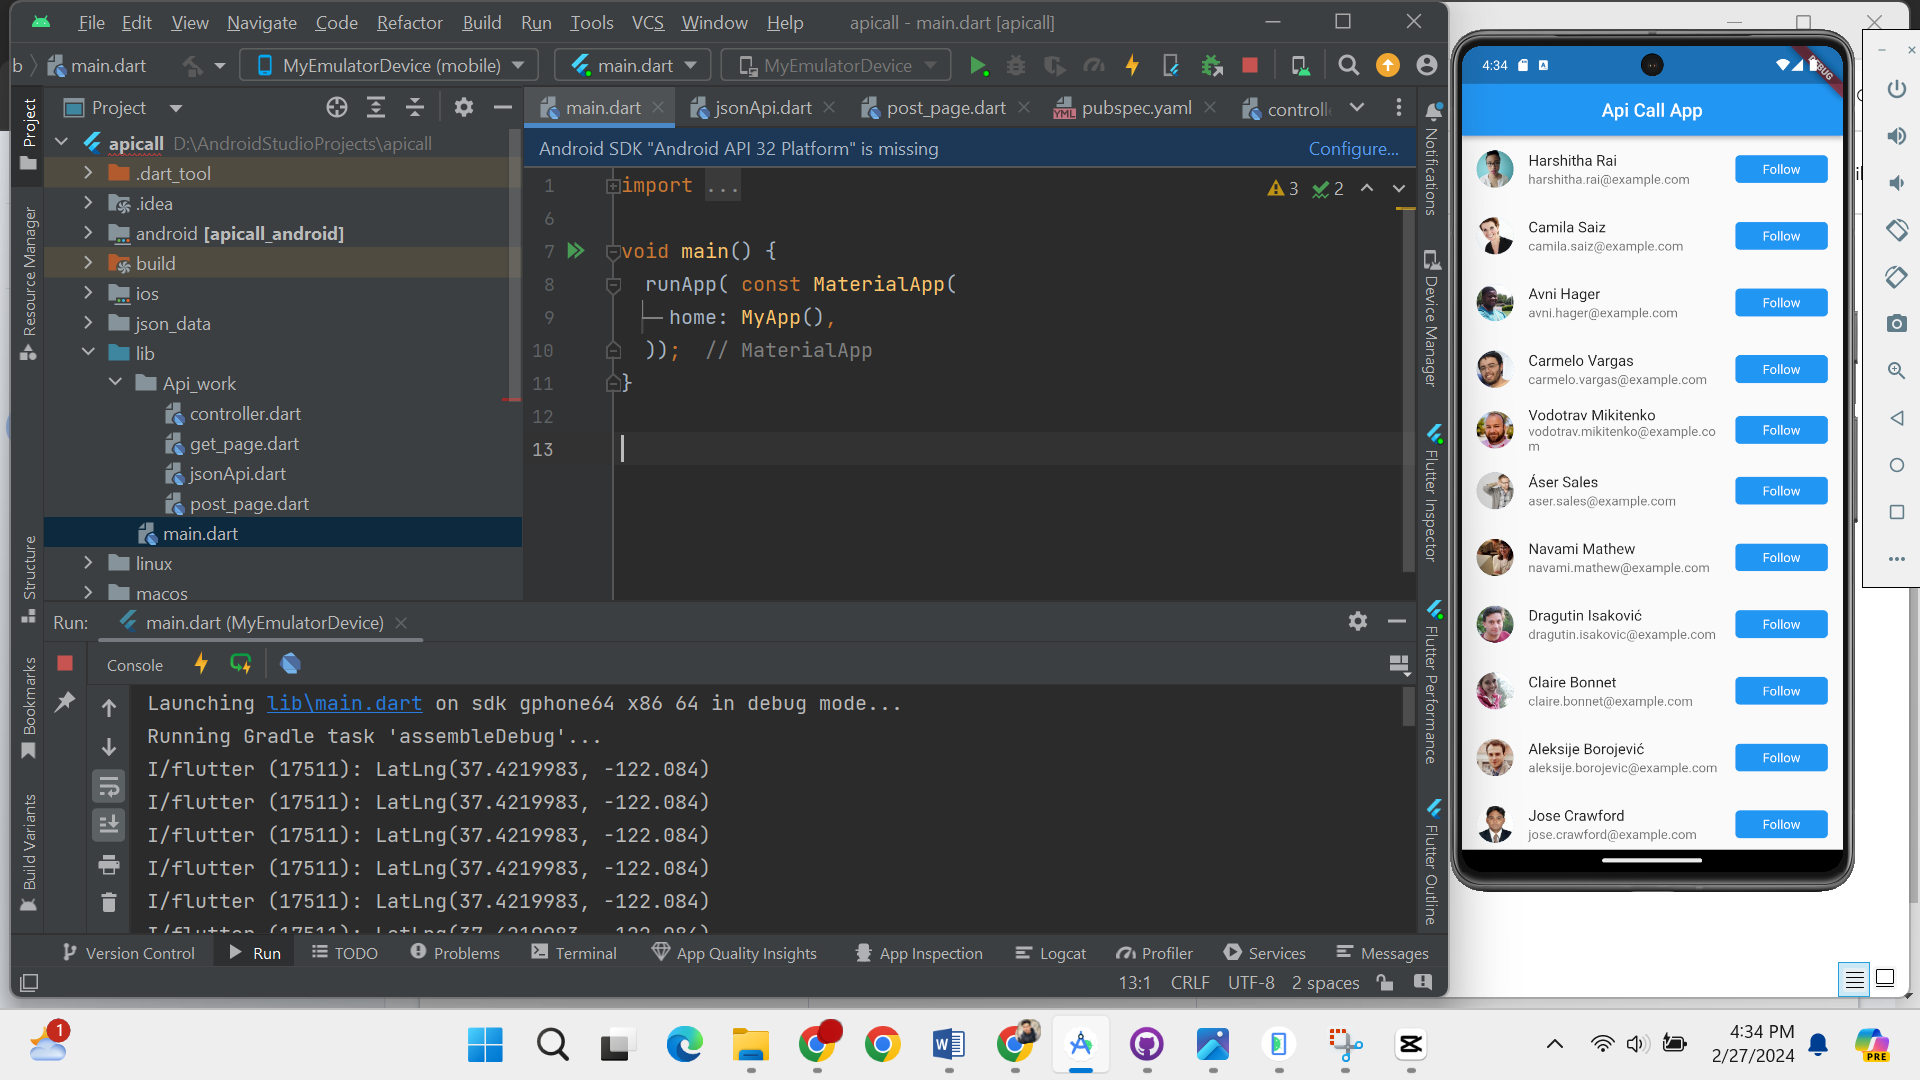 File Edit View Navigate Code Refactor Build Run Tools VCS Window Help apicall - main.dart [apicall]
b main.dart MyEmulatorDevice (mobile) main.dart MyEmulatorDevice
Project
main.dart jsonApi.dart post_page.dart pubspec.yaml controll
apicall D:\AndroidStudioProjects\apicall
.dart_tool
.idea
android [apicall_android]
build
ios
json_data
lib
Api_work
controller.dart
get_page.dart
jsonApi.dart
post_page.dart
main.dart
linux
macos
Project
Resource Manager
Structure
Bookmarks
Build Variants
Android SDK "Android API 32 Platform" is missing Configure...
3 2
1 import ...
6
7 void main() {
8 runApp( const MaterialApp(
9 home: MyApp(),
10 )); // MaterialApp
11 }
12
13
Notifications
Device Manager
Flutter Inspector
Flutter Performance
Flutter Outline
Run: main.dart (MyEmulatorDevice)
Console
Launching lib\main.dart on sdk gphone64 x86 64 in debug mode...
Running Gradle task 'assembleDebug'...
I/flutter (17511): LatLng(37.4219983, -122.084)
I/flutter (17511): LatLng(37.4219983, -122.084)
I/flutter (17511): LatLng(37.4219983, -122.084)
I/flutter (17511): LatLng(37.4219983, -122.084)
I/flutter (17511): LatLng(37.4219983, -122.084)
I/flutter (17511): LatLng(37.4219983, -122.084)
Version Control Run TODO Problems Terminal App Quality Insights App Inspection Logcat Profiler Services Messages
13:1 CRLF UTF-8 2 spaces
4:34
DEBUG
Api Call App
Harshitha Rai
harshitha.rai@example.com
Follow
Camila Saiz
camila.saiz@example.com
Follow
Avni Hager
avni.hager@example.com
Follow
Carmelo Vargas
carmelo.vargas@example.com
Follow
Vodotrav Mikitenko
vodotrav.mikitenko@example.co
m
Follow
Áser Sales
aser.sales@example.com
Follow
Navami Mathew
navami.mathew@example.com
Follow
Dragutin Isaković
dragutin.isakovic@example.com
Follow
Claire Bonnet
claire.bonnet@example.com
Follow
Aleksije Borojević
aleksije.borojevic@example.com
Follow
Jose Crawford
jose.crawford@example.com
Follow
1
4:34 PM
2/27/2024
PRE